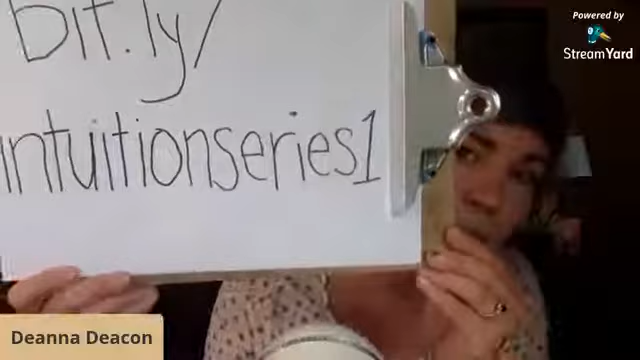 bit.ly/
intuitionseries1
Powered by
StreamYard
Deanna Deacon